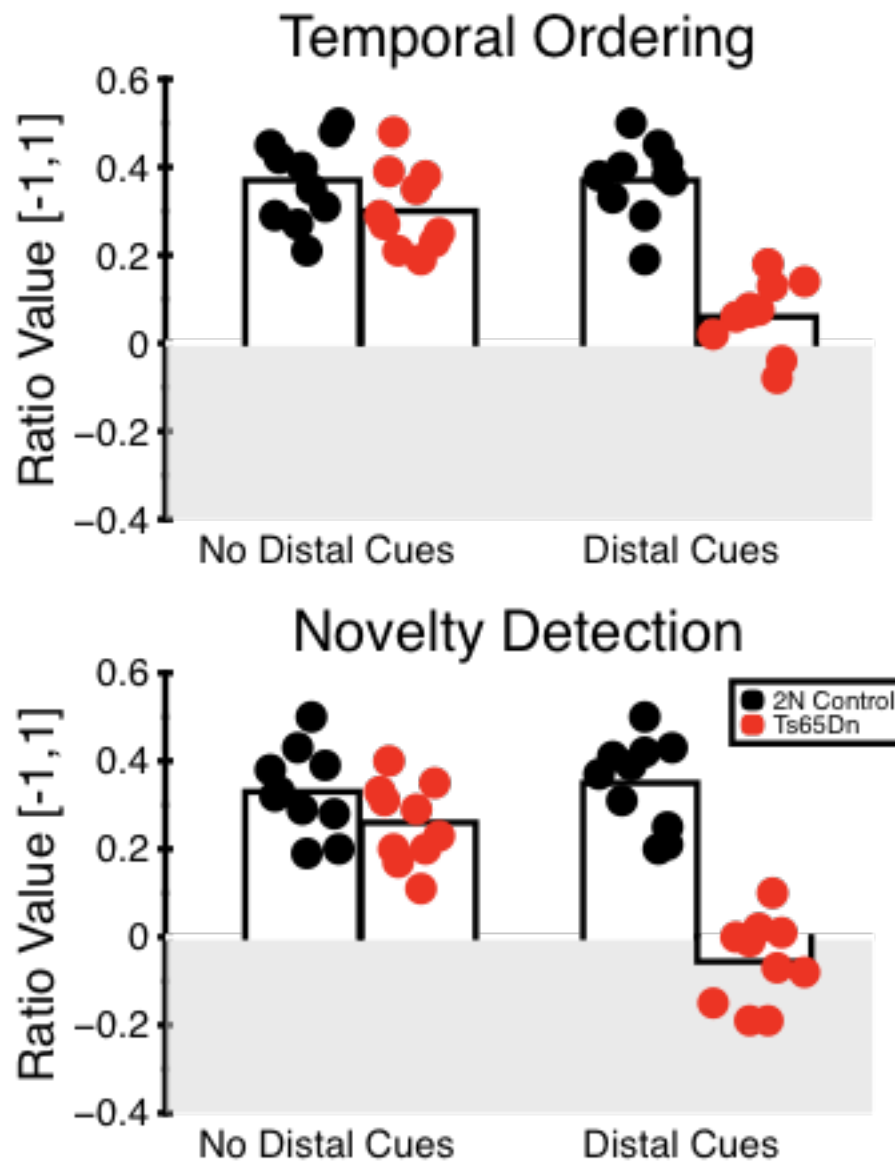 Temporal Ordering
Ratio Value [-1,1]
0.6
0.4
0.2
0
−0.2
−0.4
No Distal Cues
Distal Cues
Novelty Detection
Ratio Value [-1,1]
0.6
0.4
0.2
0
−0.2
−0.4
2N Control
Ts65Dn
No Distal Cues
Distal Cues